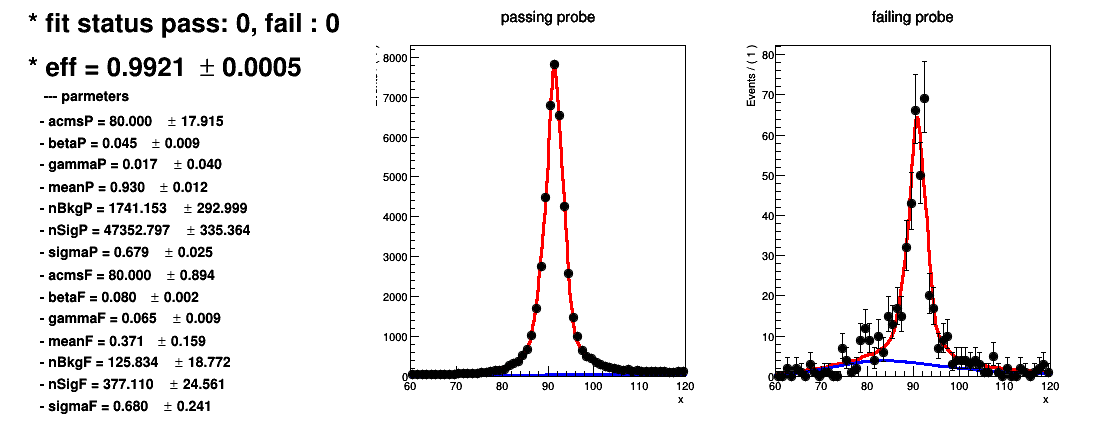 * fit status pass: 0, fail : 0
* eff = 0.9921 ± 0.0005
--- parmeters
- acmsP = 80.000 ± 17.915
- betaP = 0.045 ± 0.009
- gammaP = 0.017 ± 0.040
- meanP = 0.930 ± 0.012
- nBkgP = 1741.153 ± 292.999
- nSigP = 47352.797 ± 335.364
- sigmaP = 0.679 ± 0.025
- acmsF = 80.000 ± 0.894
- betaF = 0.080 ± 0.002
- gammaF = 0.065 ± 0.009
- meanF = 0.371 ± 0.159
- nBkgF = 125.834 ± 18.772
- nSigF = 377.110 ± 24.561
- sigmaF = 0.680 ± 0.241
passing probe
8000
7000
6000
5000
4000
3000
2000
1000
0
60 70 80 90 100 110 120
x
failing probe
Events / ( 1 )
80
70
60
50
40
30
20
10
0
60 70 80 90 100 110 120
x